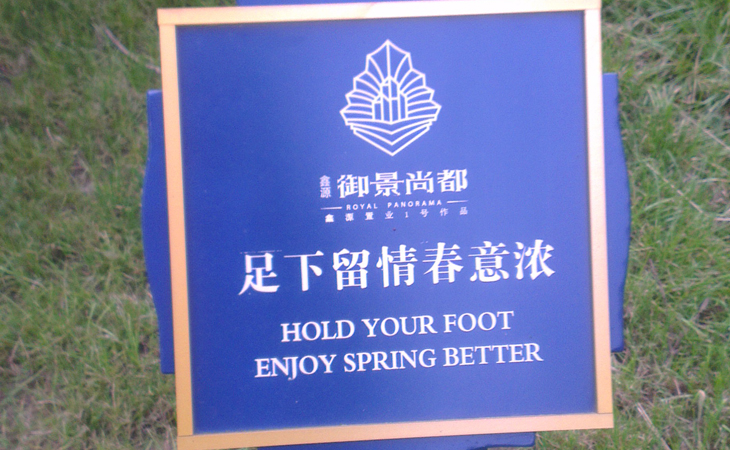 鑫源 御景尚都
ROYAL PANORAMA
鑫源置业1号作品
足下留情春意浓
HOLD YOUR FOOT
ENJOY SPRING BETTER